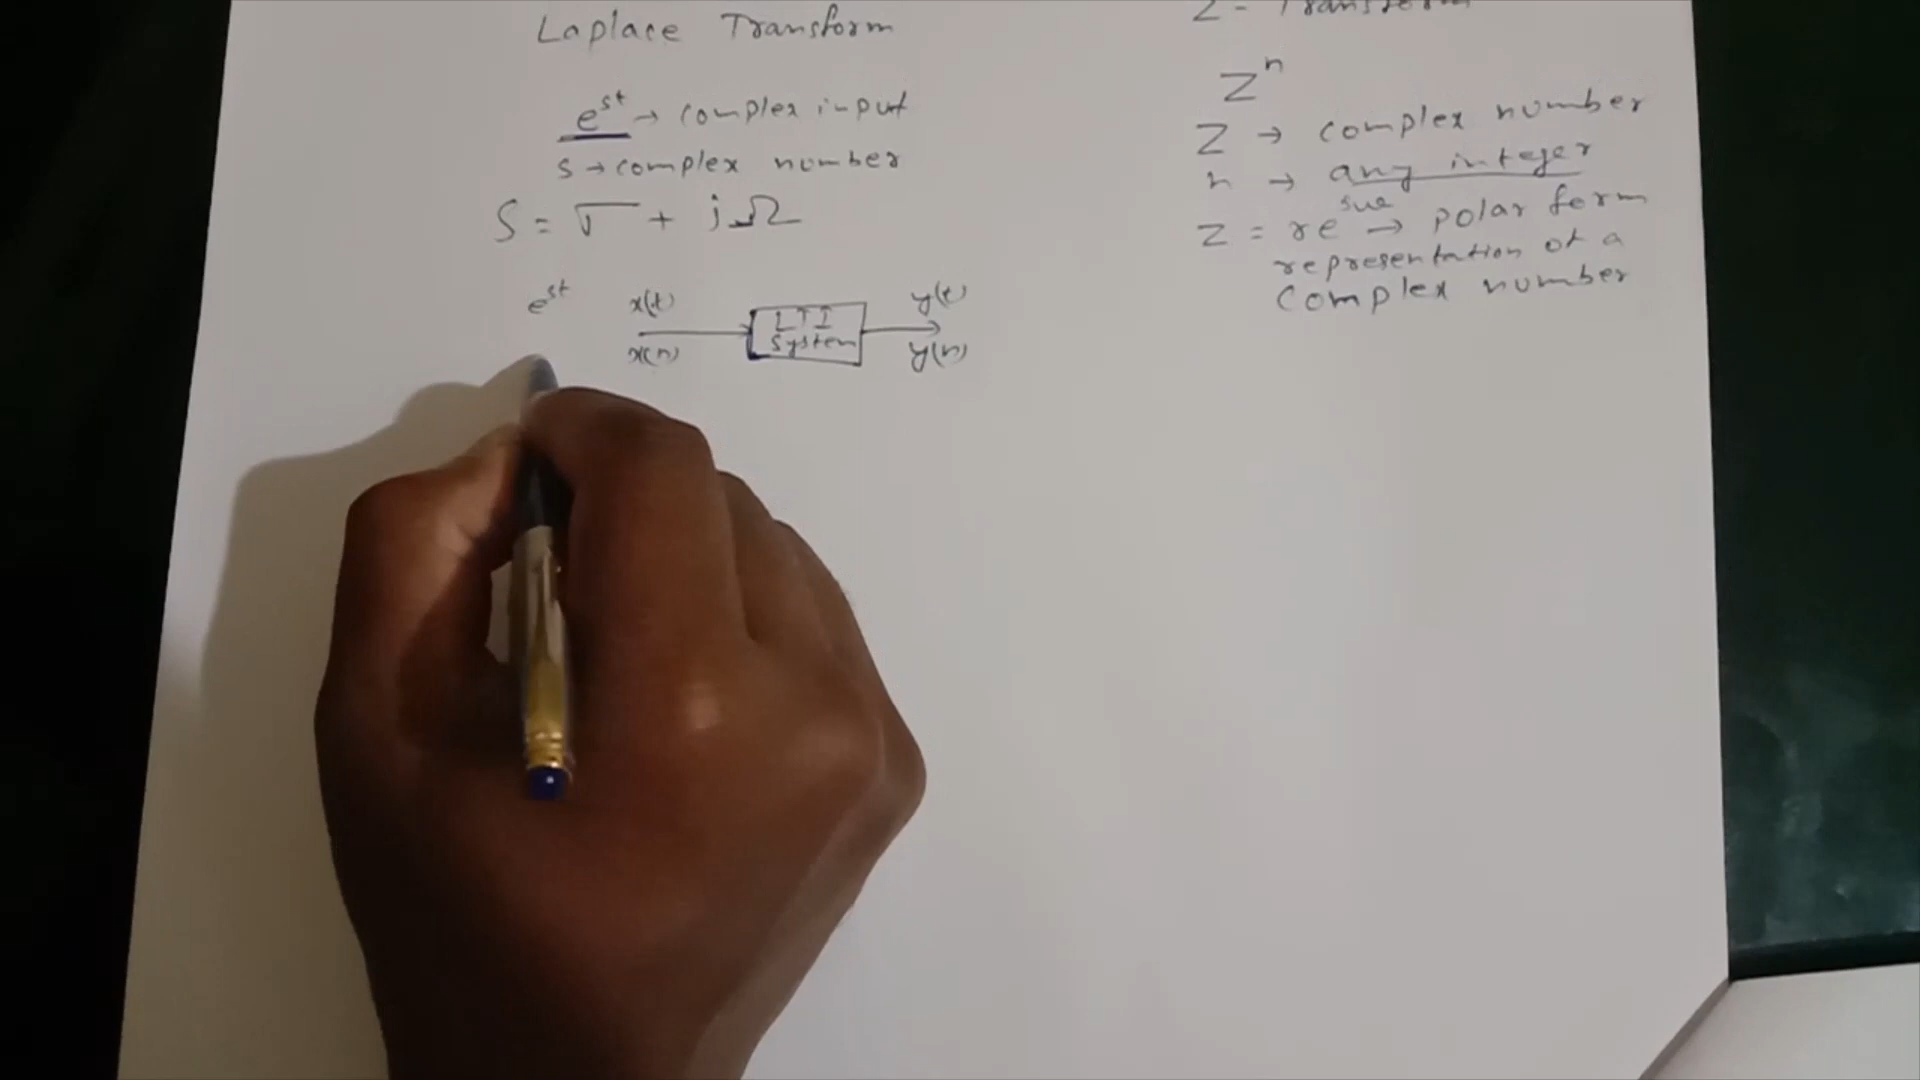 Laplace Transform
e^st → complex input
s → complex number
S = σ + jΩ
e^st x(t) LTI y(t)
x(n) System y(n)
Z - Transform
Z^n
Z → complex number
n → any integer
Z = re → polar form
representation of a
Complex number